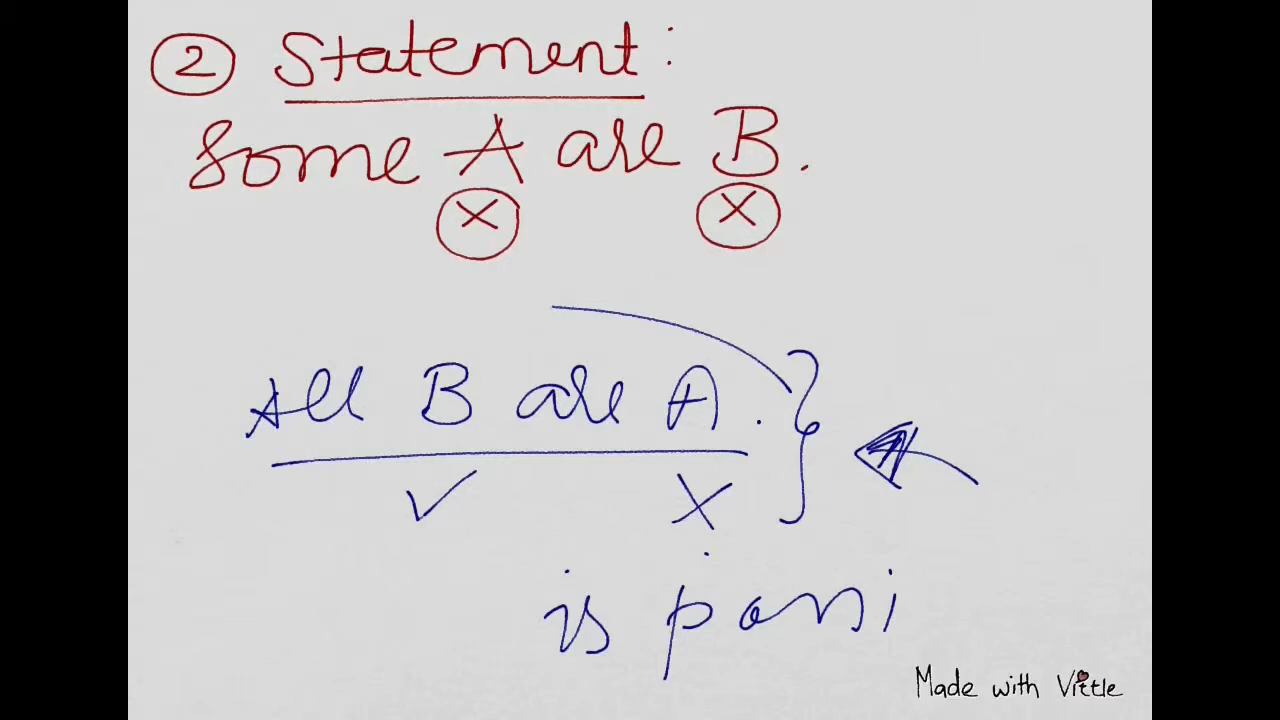 ② Statement:
Some A are B.
X X
All B are A.
✓ X
is possi
Made with Vittle